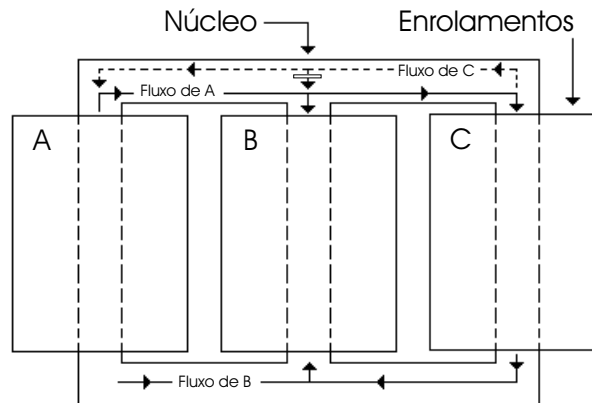 Núcleo
Enrolamentos
Fluxo de C
Fluxo de A
A
B
C
Fluxo de B